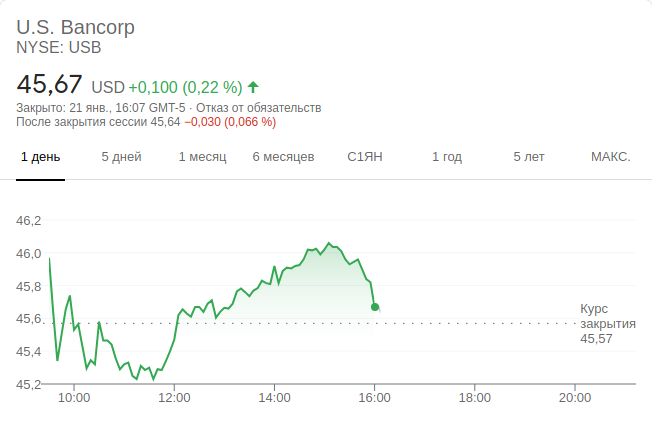 U.S. Bancorp
NYSE: USB
45,67 USD +0,100 (0,22 %)
Закрыто: 21 янв., 16:07 GMT-5 · Отказ от обязательств
После закрытия сессии 45,64 −0,030 (0,066 %)
1 день 5 дней 1 месяц 6 месяцев С1ЯН 1 год 5 лет МАКС.
46,2
46,0
45,8
45,6
45,4
45,2
Курс
закрытия
45,57
10:00 12:00 14:00 16:00 18:00 20:00